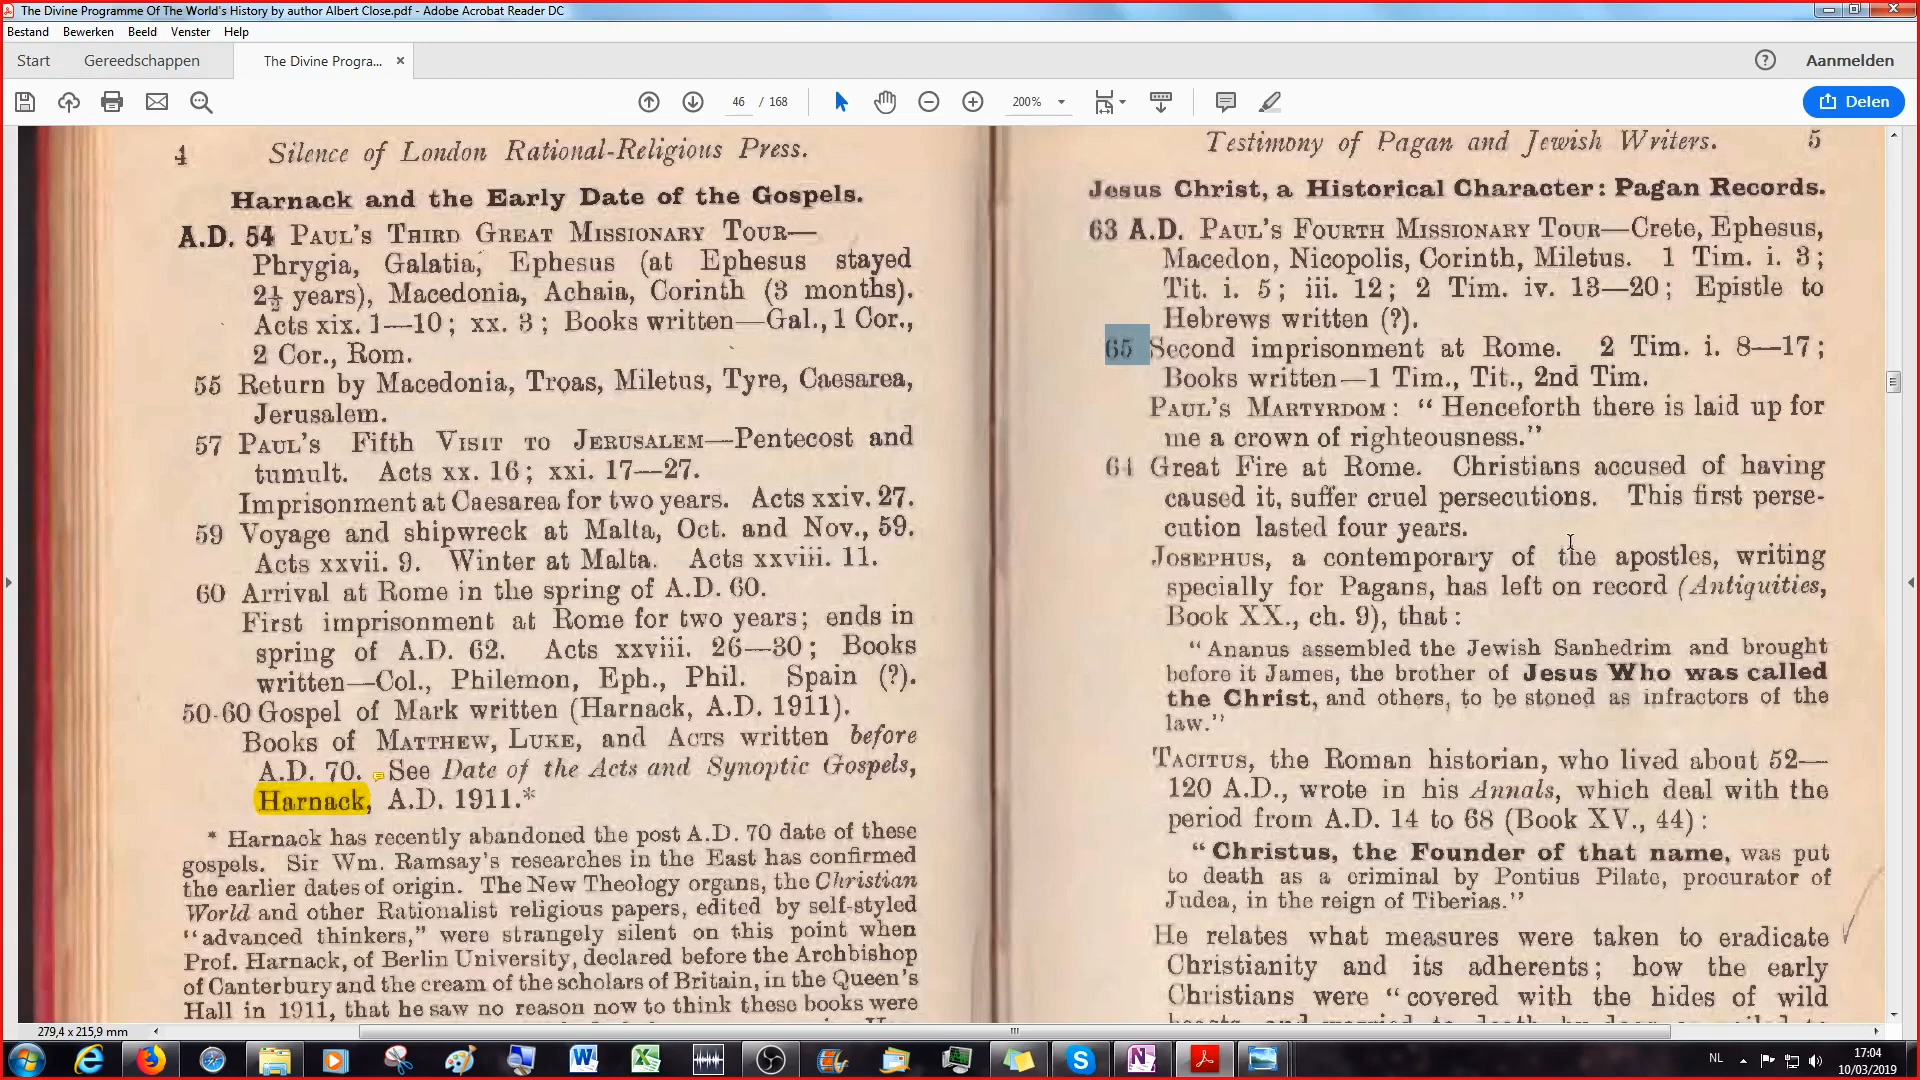 The Divine Programme Of The World's History by author Albert Close.pdf - Adobe Acrobat Reader DC
Bestand Bewerken Beeld Venster Help
Start Gereedschappen The Divine Progra... × Aanmelden
46 / 168 200% Delen
4 Silence of London Rational-Religious Press.
Harnack and the Early Date of the Gospels.
A.D. 54 PAUL'S THIRD GREAT MISSIONARY TOUR—
Phrygia, Galatia, Ephesus (at Ephesus stayed
2½ years), Macedonia, Achaia, Corinth (3 months).
Acts xix. 1—10; xx. 3; Books written—Gal., 1 Cor.,
2 Cor., Rom.
55 Return by Macedonia, Troas, Miletus, Tyre, Caesarea,
Jerusalem.
57 PAUL'S FIFTH VISIT TO JERUSALEM—Pentecost and
tumult. Acts xx. 16; xxi. 17—27.
Imprisonment at Caesarea for two years. Acts xxiv. 27.
59 Voyage and shipwreck at Malta, Oct. and Nov., 59.
Acts xxvii. 9. Winter at Malta. Acts xxviii. 11.
60 Arrival at Rome in the spring of A.D. 60.
First imprisonment at Rome for two years; ends in
spring of A.D. 62. Acts xxviii. 26—30; Books
written—Col., Philemon, Eph., Phil. Spain (?).
50-60 Gospel of Mark written (Harnack, A.D. 1911).
Books of MATTHEW, LUKE, and ACTS written before
A.D. 70. See Date of the Acts and Synoptic Gospels,
Harnack, A.D. 1911.*
* Harnack has recently abandoned the post A.D. 70 date of these
gospels. Sir Wm. Ramsay's researches in the East has confirmed
the earlier dates of origin. The New Theology organs, the Christian
World and other Rationalist religious papers, edited by self-styled
"advanced thinkers," were strangely silent on this point when
Prof. Harnack, of Berlin University, declared before the Archbishop
of Canterbury and the cream of the scholars of Britain, in the Queen's
Hall in 1911, that he saw no reason now to think these books were
Testimony of Pagan and Jewish Writers. 5
Jesus Christ, a Historical Character: Pagan Records.
63 A.D. PAUL'S FOURTH MISSIONARY TOUR—Crete, Ephesus,
Macedon, Nicopolis, Corinth, Miletus. 1 Tim. i. 3;
Tit. i. 5; iii. 12; 2 Tim. iv. 13—20; Epistle to
Hebrews written (?).
65 Second imprisonment at Rome. 2 Tim. i. 8—17;
Books written—1 Tim., Tit., 2nd Tim.
PAUL'S MARTYRDOM: "Henceforth there is laid up for
me a crown of righteousness."
64 Great Fire at Rome. Christians accused of having
caused it, suffer cruel persecutions. This first perse-
cution lasted four years.
JOSEPHUS, a contemporary of the apostles, writing
specially for Pagans, has left on record (Antiquities,
Book XX., ch. 9), that:
"Ananus assembled the Jewish Sanhedrim and brought
before it James, the brother of Jesus Who was called
the Christ, and others, to be stoned as infractors of the
law."
TACITUS, the Roman historian, who lived about 52—
120 A.D., wrote in his Annals, which deal with the
period from A.D. 14 to 68 (Book XV., 44):
"Christus, the Founder of that name, was put
to death as a criminal by Pontius Pilate, procurator of
Judea, in the reign of Tiberias."
He relates what measures were taken to eradicate
Christianity and its adherents; how the early
Christians were "covered with the hides of wild
279,4 x 215,9 mm
NL 17:04
10/03/2019